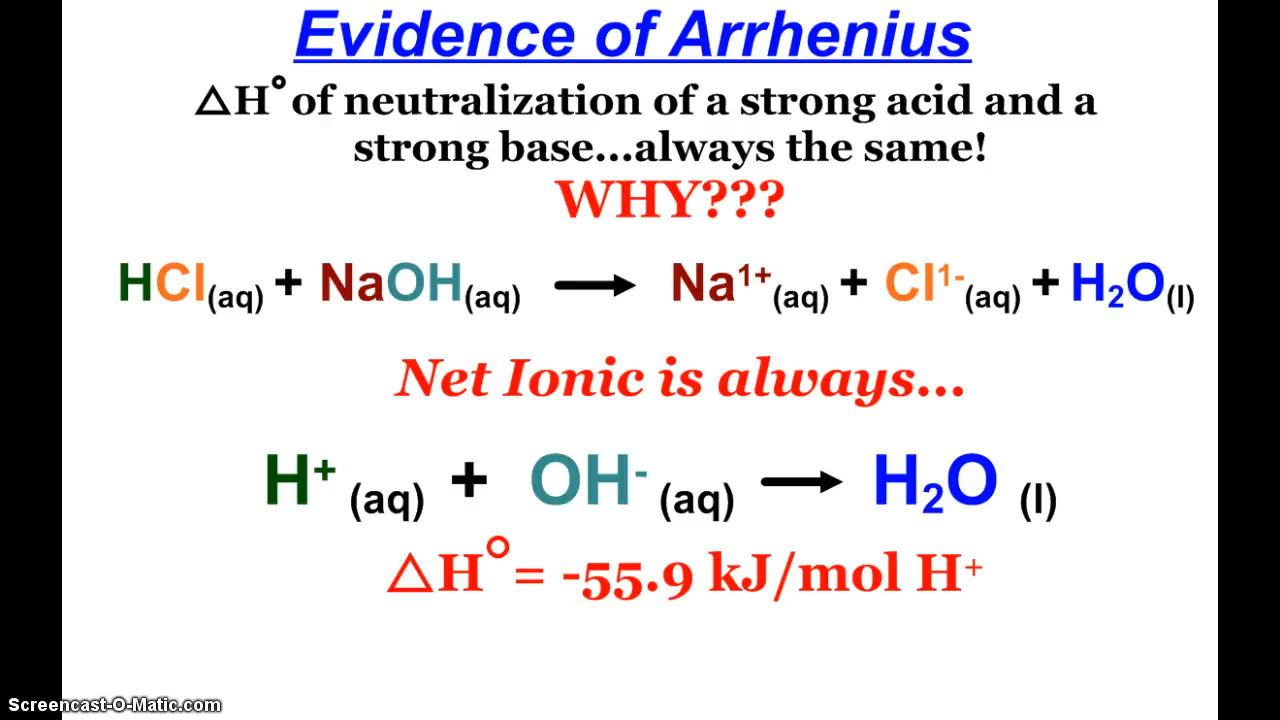 Evidence of Arrhenius
△H° of neutralization of a strong acid and a
strong base...always the same!
WHY???
HCl(aq) + NaOH(aq) → Na¹⁺(aq) + Cl¹⁻(aq) + H₂O(l)
Net Ionic is always...
H⁺ (aq) + OH⁻ (aq) → H₂O (l)
△H° = -55.9 kJ/mol H⁺
Screencast-O-Matic.com